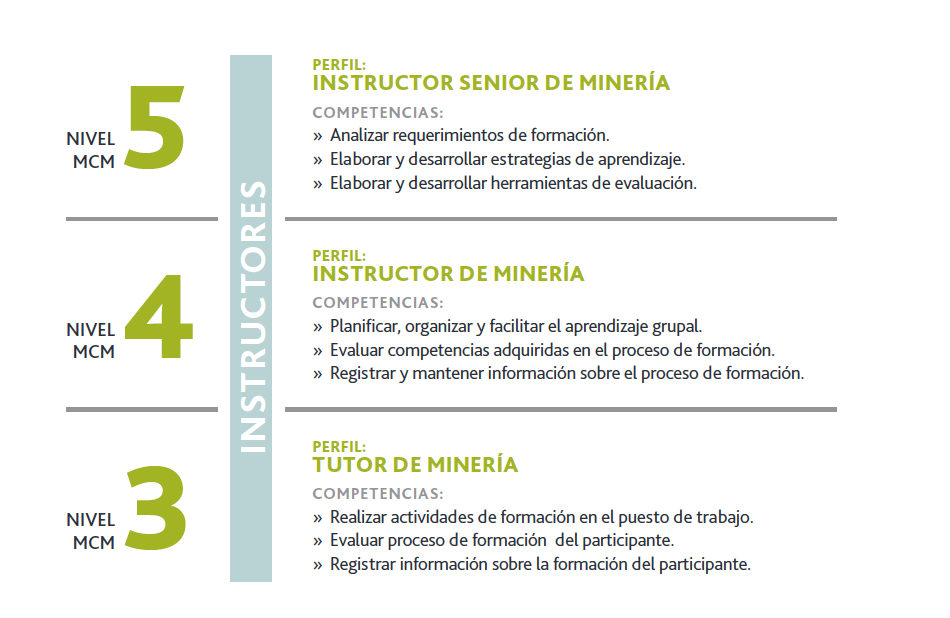 NIVEL
MCM
5
PERFIL:
INSTRUCTOR SENIOR DE MINERÍA
COMPETENCIAS:
» Analizar requerimientos de formación.
» Elaborar y desarrollar estrategias de aprendizaje.
» Elaborar y desarrollar herramientas de evaluación.
INSTRUCTORES
NIVEL
MCM
4
PERFIL:
INSTRUCTOR DE MINERÍA
COMPETENCIAS:
» Planificar, organizar y facilitar el aprendizaje grupal.
» Evaluar competencias adquiridas en el proceso de formación.
» Registrar y mantener información sobre el proceso de formación.
NIVEL
MCM
3
PERFIL:
TUTOR DE MINERÍA
COMPETENCIAS:
» Realizar actividades de formación en el puesto de trabajo.
» Evaluar proceso de formación  del participante.
» Registrar información sobre la formación del participante.